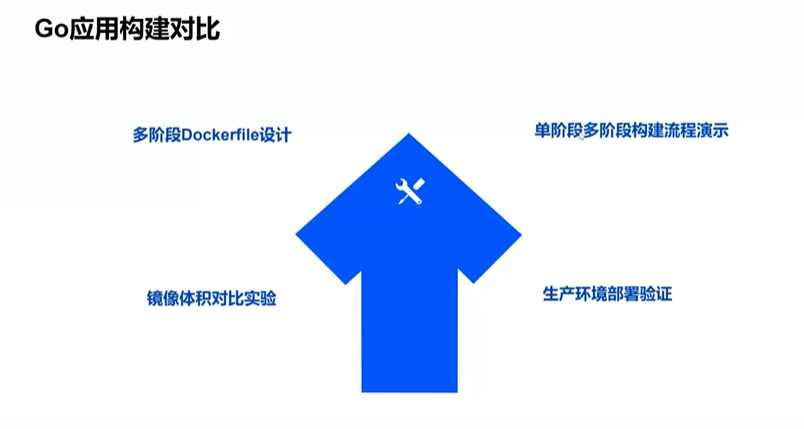 Go应用构建对比
多阶段Dockerfile设计
单阶段多阶段构建流程演示
镜像体积对比实验
生产环境部署验证